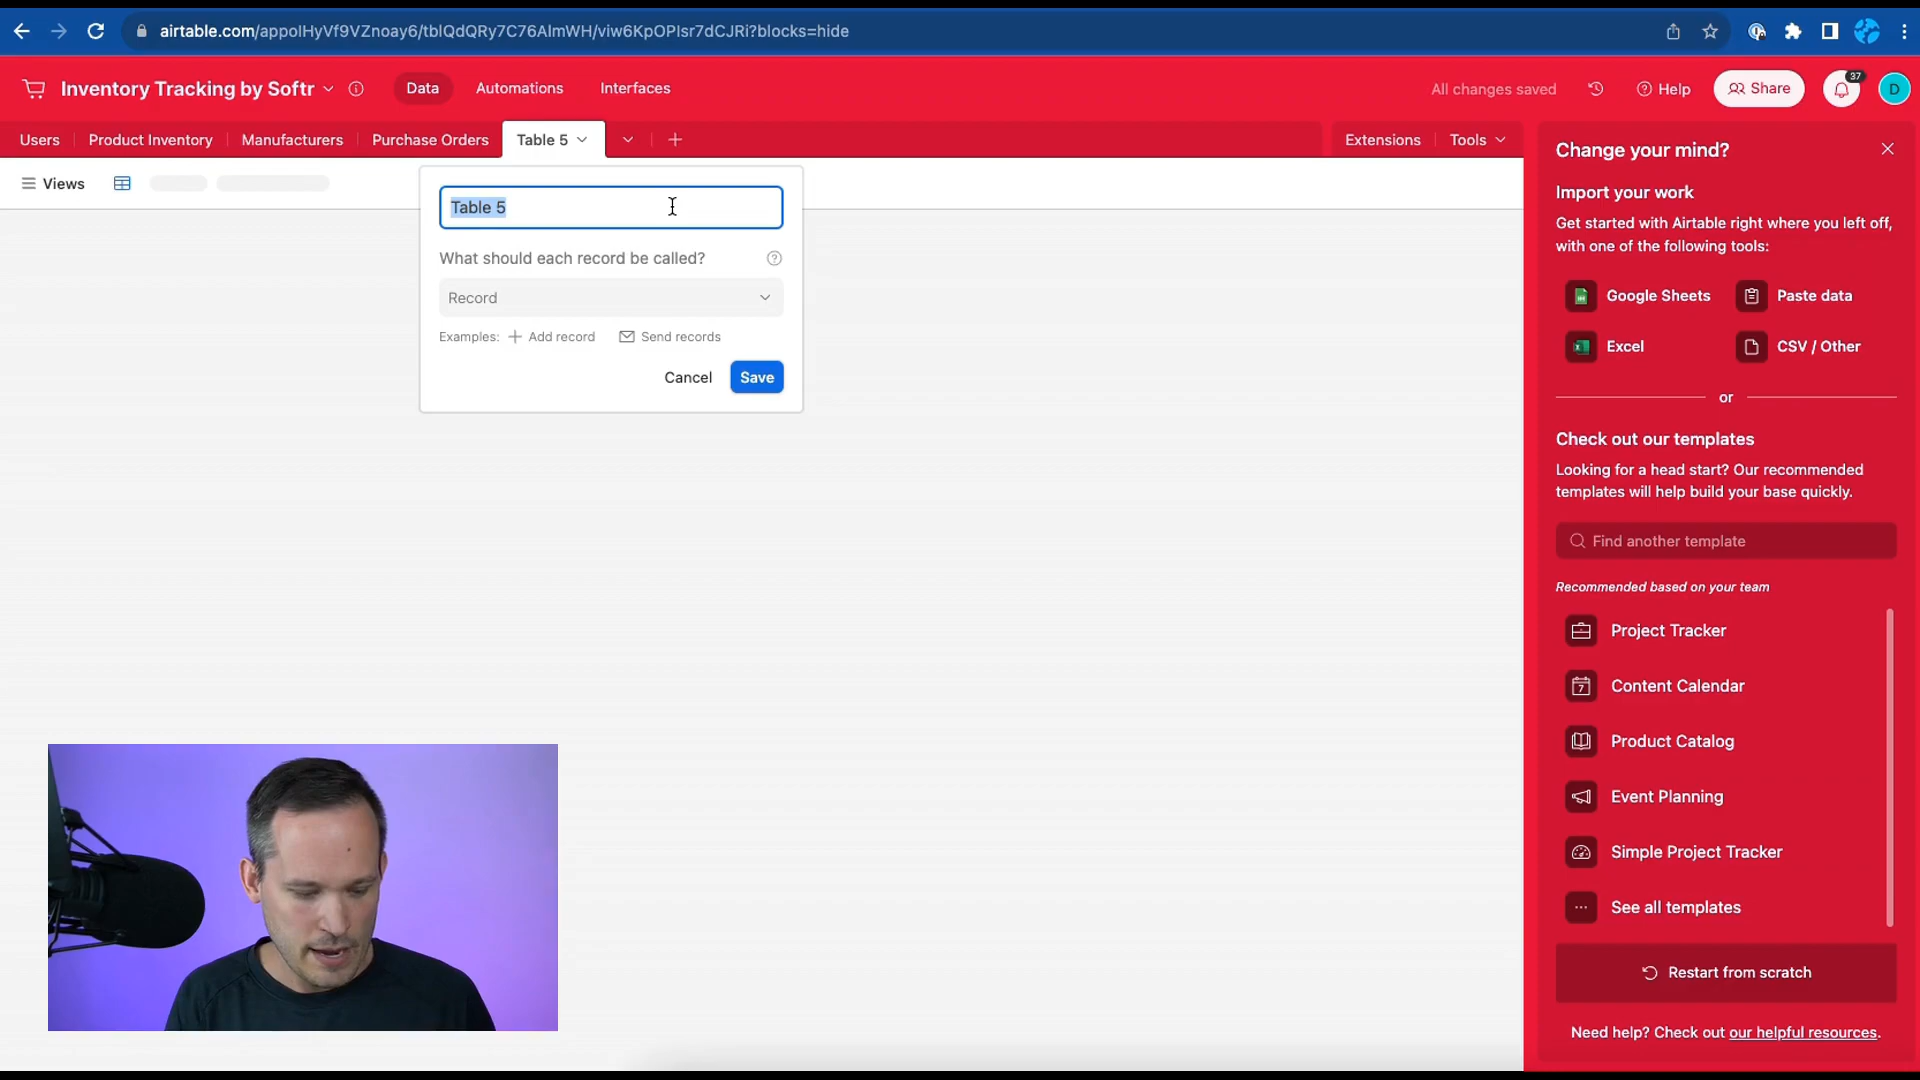 airtable.com/appolHyVf9VZnoay6/tblQdQRy7C76AlmWH/viw6KpOPlsr7dCJRi?blocks=hide
Inventory Tracking by Softr
Data
Automations
Interfaces
All changes saved
Help
Share
37
D
Users
Product Inventory
Manufacturers
Purchase Orders
Table 5
Extensions
Tools
Views
Table 5
What should each record be called?
Record
Examples:
Add record
Send records
Cancel
Save
Change your mind?
Import your work
Get started with Airtable right where you left off,
with one of the following tools:
Google Sheets
Paste data
Excel
CSV / Other
or
Check out our templates
Looking for a head start? Our recommended
templates will help build your base quickly.
Find another template
Recommended based on your team
Project Tracker
7
Content Calendar
Product Catalog
Event Planning
Simple Project Tracker
See all templates
Restart from scratch
Need help? Check out our helpful resources.